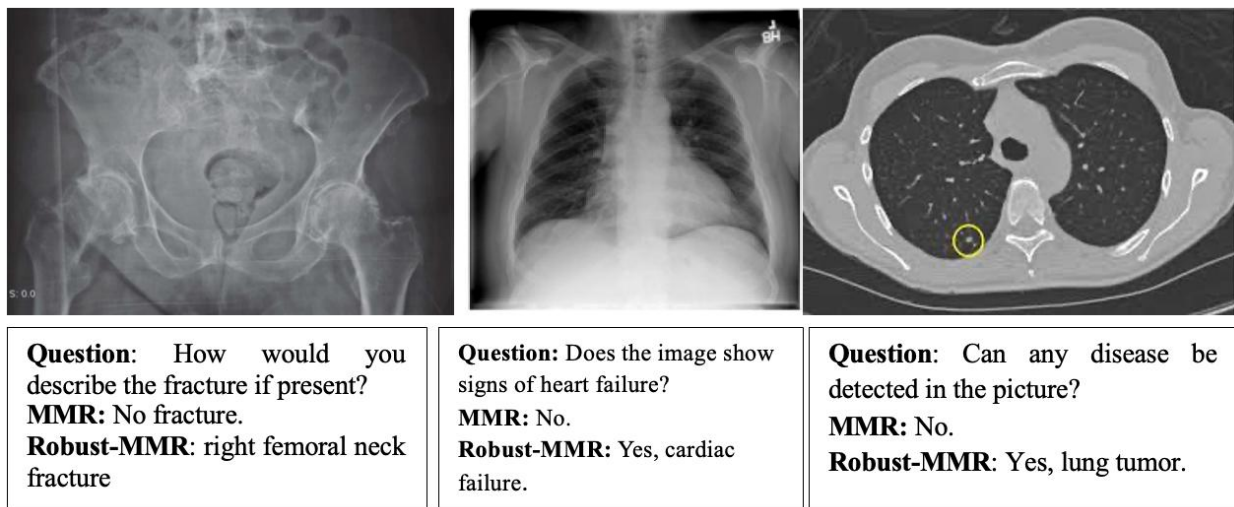 S: 0.0
L
HB
Question: How would you
describe the fracture if present?
MMR: No fracture.
Robust-MMR: right femoral neck
fracture
Question: Does the image show
signs of heart failure?
MMR: No.
Robust-MMR: Yes, cardiac
failure.
Question: Can any disease be
detected in the picture?
MMR: No.
Robust-MMR: Yes, lung tumor.